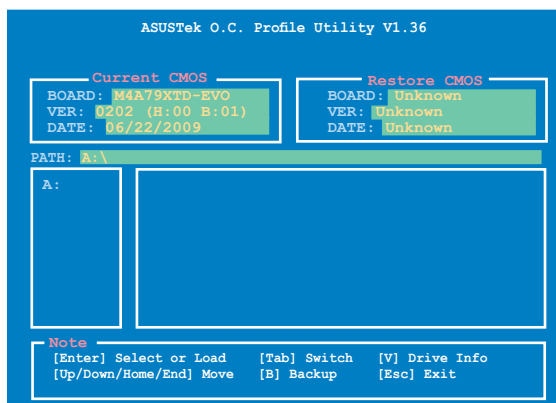 ASUSTek O.C. Profile Utility V1.36
Current CMOS
BOARD: M4A79XTD-EVO
VER: 0202 (H:00 B:01)
DATE: 06/22/2009
Restore CMOS
BOARD: Unknown
VER: Unknown
DATE: Unknown
PATH: A:\
A:
Note
[Enter] Select or Load [Tab] Switch [V] Drive Info
[Up/Down/Home/End] Move [B] Backup [Esc] Exit